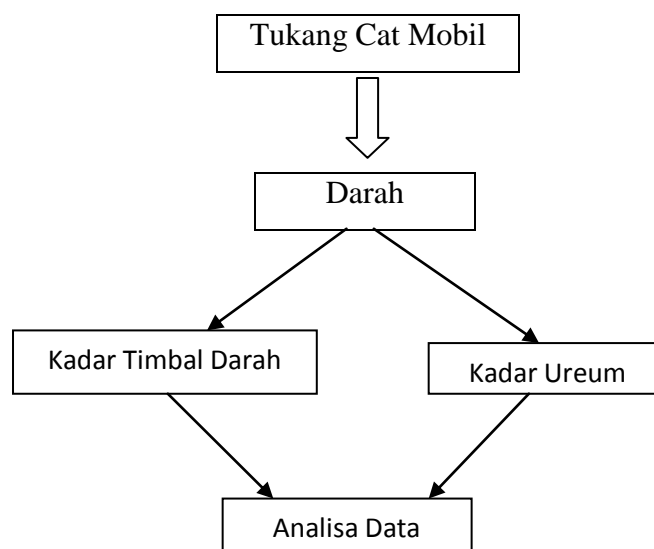 Tukang Cat Mobil
Darah
Kadar Timbal Darah
Kadar Ureum
Analisa Data